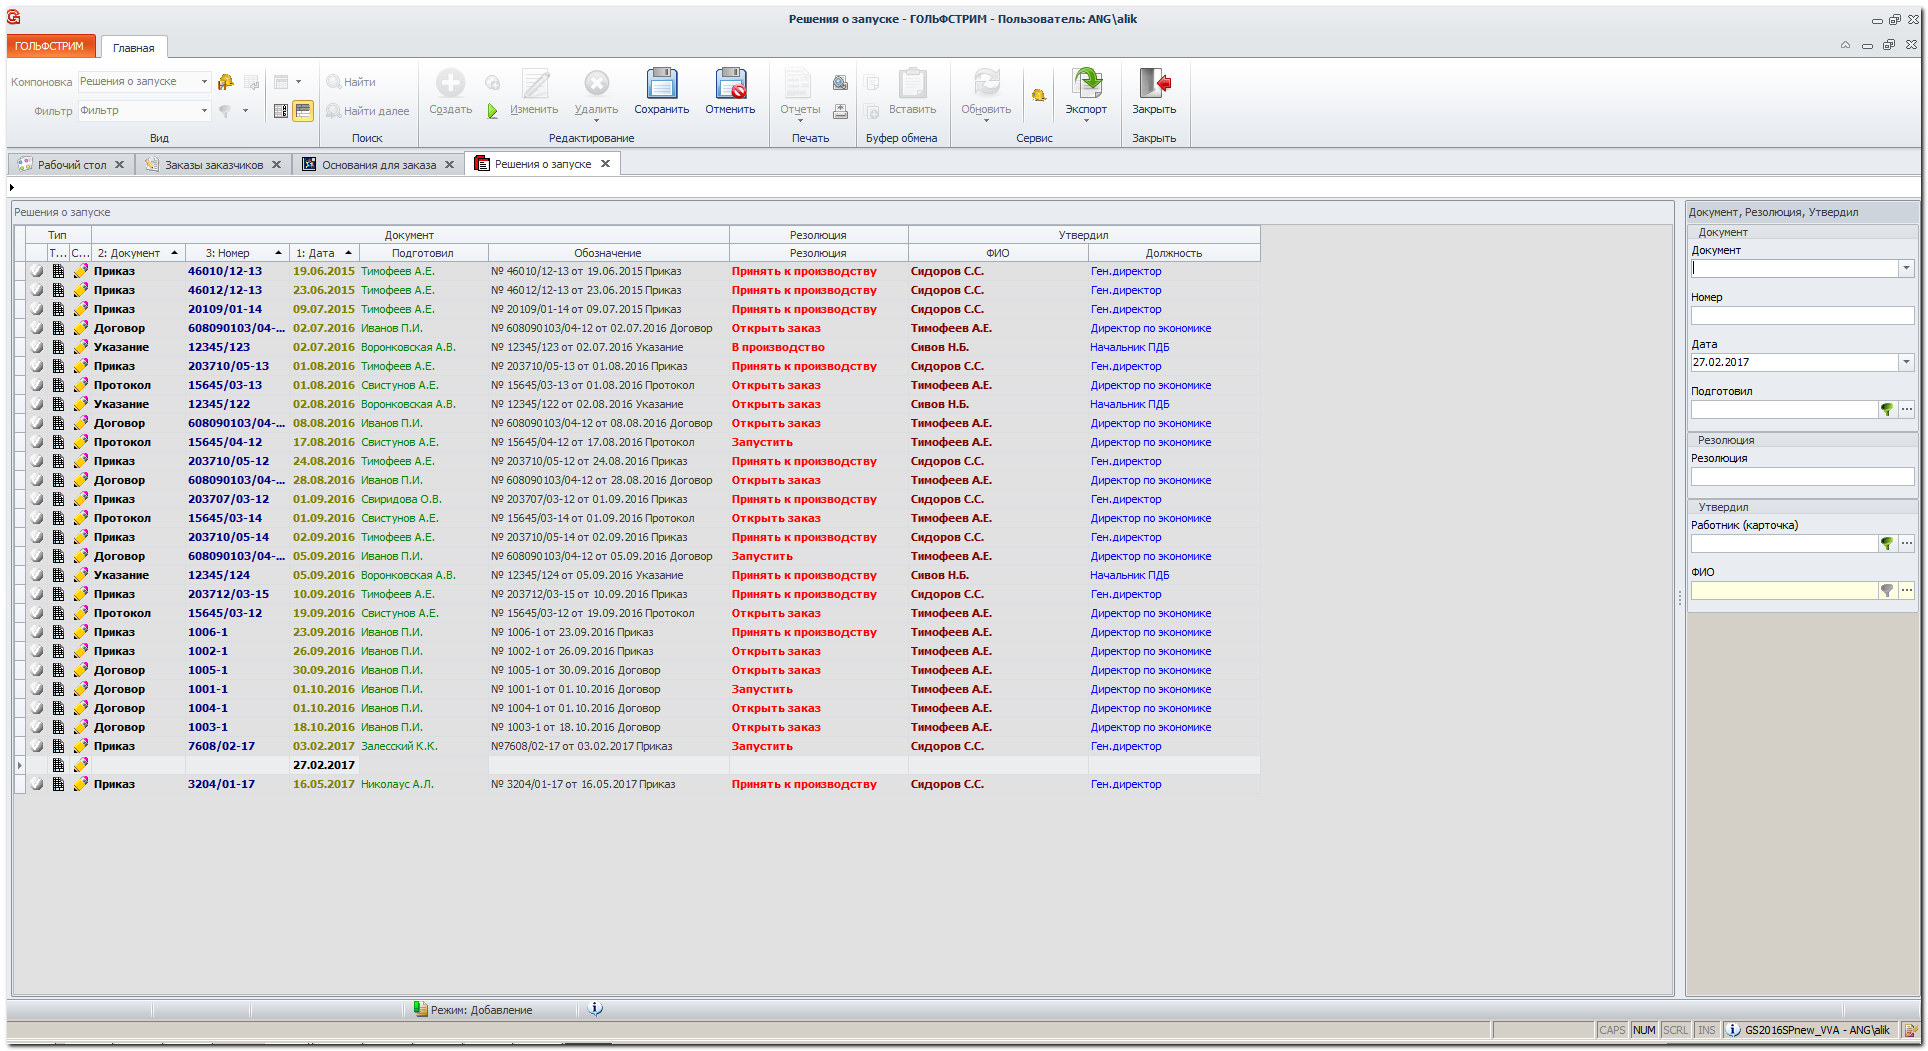 Решения о запуске - ГОЛЬФСТРИМ - Пользователь: ANG\alik
ГОЛЬФСТРИМ Главная
Компоновка Решения о запуске
Фильтр Фильтр
Вид
Найти
Найти далее
Поиск
Создать Изменить Удалить Сохранить Отменить
Редактирование
Отчеты
Печать
Вставить
Буфер обмена
Обновить Экспорт
Сервис
Закрыть
Закрыть
Рабочий стол Заказы заказчиков Основания для заказа Решения о запуске
Решения о запуске
Тип Документ Резолюция Утвердил
Т... С... 2: Документ 3: Номер 1: Дата Подготовил Обозначение Резолюция ФИО Должность
Приказ 46010/12-13 19.06.2015 Тимофеев А.Е. № 46010/12-13 от 19.06.2015 Приказ Принять к производству Сидоров С.С. Ген.директор
Приказ 46012/12-13 23.06.2015 Тимофеев А.Е. № 46012/12-13 от 23.06.2015 Приказ Принять к производству Сидоров С.С. Ген.директор
Приказ 20109/01-14 09.07.2015 Тимофеев А.Е. № 20109/01-14 от 09.07.2015 Приказ Принять к производству Сидоров С.С. Ген.директор
Договор 608090103/04-... 02.07.2016 Иванов П.И. № 608090103/04-12 от 02.07.2016 Договор Открыть заказ Тимофеев А.Е. Директор по экономике
Указание 12345/123 02.07.2016 Воронковская А.В. № 12345/123 от 02.07.2016 Указание В производство Сивов Н.Б. Начальник ПДБ
Приказ 203710/05-13 01.08.2016 Тимофеев А.Е. № 203710/05-13 от 01.08.2016 Приказ Принять к производству Сидоров С.С. Ген.директор
Протокол 15645/03-13 01.08.2016 Свистунов А.Е. № 15645/03-13 от 01.08.2016 Протокол Открыть заказ Тимофеев А.Е. Директор по экономике
Указание 12345/122 02.08.2016 Воронковская А.В. № 12345/122 от 02.08.2016 Указание Открыть заказ Сивов Н.Б. Начальник ПДБ
Договор 608090103/04-... 08.08.2016 Иванов П.И. № 608090103/04-12 от 08.08.2016 Договор Открыть заказ Тимофеев А.Е. Директор по экономике
Протокол 15645/04-12 17.08.2016 Свистунов А.Е. № 15645/04-12 от 17.08.2016 Протокол Запустить Тимофеев А.Е. Директор по экономике
Приказ 203710/05-12 24.08.2016 Тимофеев А.Е. № 203710/05-12 от 24.08.2016 Приказ Принять к производству Сидоров С.С. Ген.директор
Договор 608090103/04-... 28.08.2016 Иванов П.И. № 608090103/04-12 от 28.08.2016 Договор Открыть заказ Тимофеев А.Е. Директор по экономике
Приказ 203707/03-12 01.09.2016 Свиридова О.В. № 203707/03-12 от 01.09.2016 Приказ Принять к производству Сидоров С.С. Ген.директор
Протокол 15645/03-14 01.09.2016 Свистунов А.Е. № 15645/03-14 от 01.09.2016 Протокол Открыть заказ Тимофеев А.Е. Директор по экономике
Приказ 203710/05-14 02.09.2016 Тимофеев А.Е. № 203710/05-14 от 02.09.2016 Приказ Принять к производству Сидоров С.С. Ген.директор
Договор 608090103/04-... 05.09.2016 Иванов П.И. № 608090103/04-12 от 05.09.2016 Договор Запустить Тимофеев А.Е. Директор по экономике
Указание 12345/124 05.09.2016 Воронковская А.В. № 12345/124 от 05.09.2016 Указание Принять к производству Сивов Н.Б. Начальник ПДБ
Приказ 203712/03-15 10.09.2016 Тимофеев А.Е. № 203712/03-15 от 10.09.2016 Приказ Принять к производству Сидоров С.С. Ген.директор
Протокол 15645/03-12 19.09.2016 Свистунов А.Е. № 15645/03-12 от 19.09.2016 Протокол Открыть заказ Тимофеев А.Е. Директор по экономике
Приказ 1006-1 23.09.2016 Иванов П.И. № 1006-1 от 23.09.2016 Приказ Принять к производству Тимофеев А.Е. Директор по экономике
Приказ 1002-1 26.09.2016 Иванов П.И. № 1002-1 от 26.09.2016 Приказ Открыть заказ Тимофеев А.Е. Директор по экономике
Договор 1005-1 30.09.2016 Иванов П.И. № 1005-1 от 30.09.2016 Договор Открыть заказ Тимофеев А.Е. Директор по экономике
Договор 1001-1 01.10.2016 Иванов П.И. № 1001-1 от 01.10.2016 Договор Запустить Тимофеев А.Е. Директор по экономике
Договор 1004-1 01.10.2016 Иванов П.И. № 1004-1 от 01.10.2016 Договор Открыть заказ Тимофеев А.Е. Директор по экономике
Договор 1003-1 18.10.2016 Иванов П.И. № 1003-1 от 18.10.2016 Договор Открыть заказ Тимофеев А.Е. Директор по экономике
Приказ 7608/02-17 03.02.2017 Залесский К.К. №7608/02-17 от 03.02.2017 Приказ Запустить Сидоров С.С. Ген.директор
27.02.2017
Приказ 3204/01-17 16.05.2017 Николаус А.Л. № 3204/01-17 от 16.05.2017 Приказ Принять к производству Сидоров С.С. Ген.директор
Документ, Резолюция, Утвердил
Документ
Документ
Номер
Дата
27.02.2017
Подготовил
Резолюция
Резолюция
Утвердил
Работник (карточка)
ФИО
Режим: Добавление
CAPS NUM SCRL INS GS2016SPnew_VVA - ANG\alik